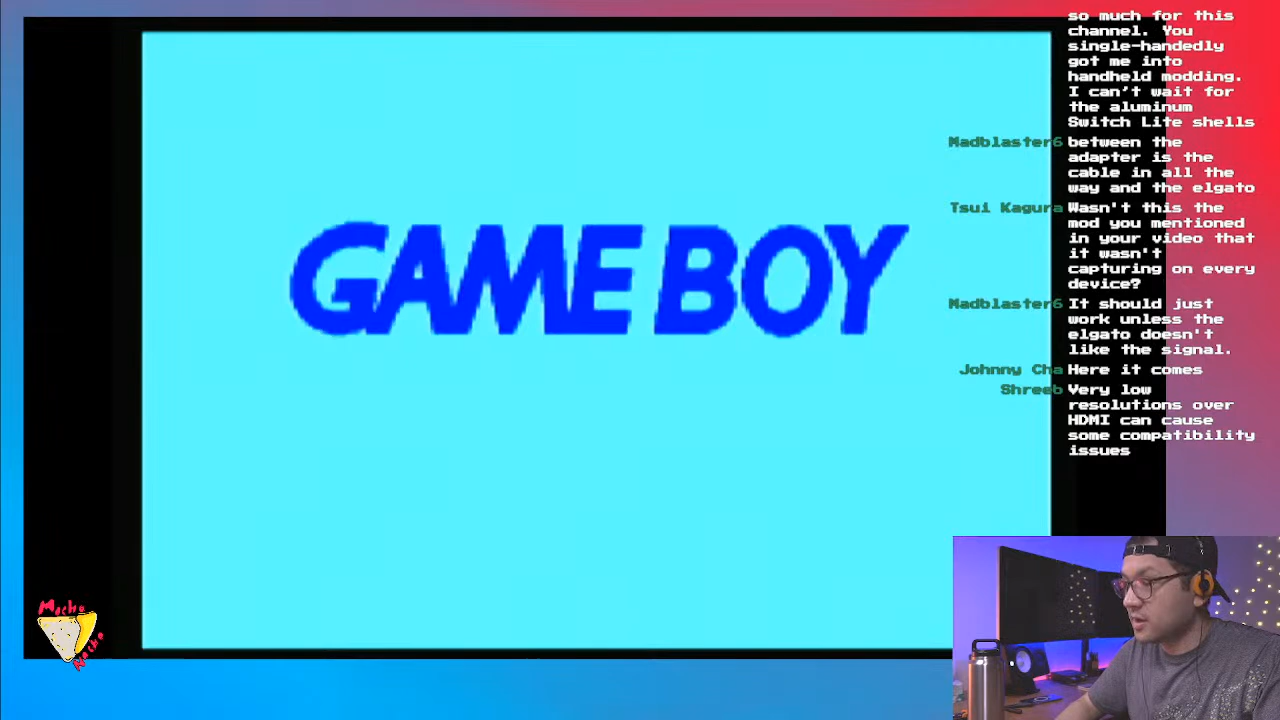 so much for this
channel. You
single-handedly
got me into
handheld modding.
I can't wait for
the aluminum
Switch Lite shells
Madblaster6 between the
adapter is the
cable in all the
way and the elgato
Tsui Kagura Wasn't this the
mod you mentioned
in your video that
it wasn't
capturing on every
device?
Madblaster6 It should just
work unless the
elgato doesn't
like the signal.
Johnny Cha Here it comes
Shreeb Very low
resolutions over
HDMI can cause
some compatibility
issues
GAME BOY
Macho
Nacho